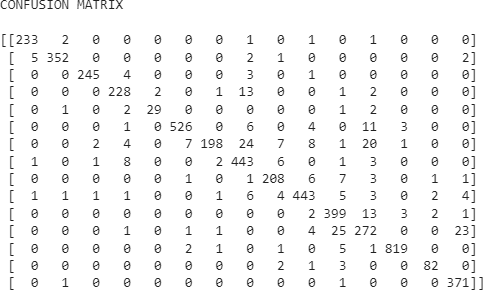 CONFUSION MATRIX
[[233 2 0 0 0 0 0 1 0 1 0 1 0 0 0]
[ 5 352 0 0 0 0 0 2 1 0 0 0 0 0 2]
[ 0 0 245 4 0 0 0 3 0 1 0 0 0 0 0]
[ 0 0 0 228 2 0 1 13 0 0 1 2 0 0 0]
[ 0 1 0 2 29 0 0 0 0 0 1 2 0 0 0]
[ 0 0 0 1 0 526 0 6 0 4 0 11 3 0 0]
[ 0 0 2 4 0 7 198 24 7 8 1 20 1 0 0]
[ 1 0 1 8 0 0 2 443 6 0 1 3 0 0 0]
[ 0 0 0 0 0 1 0 1 208 6 7 3 0 1 1]
[ 1 1 1 1 0 0 1 6 4 443 5 3 0 2 4]
[ 0 0 0 0 0 0 0 0 0 2 399 13 3 2 1]
[ 0 0 0 1 0 1 1 0 0 4 25 272 0 0 23]
[ 0 0 0 0 0 2 1 0 1 0 5 1 819 0 0]
[ 0 0 0 0 0 0 0 0 2 1 3 0 0 82 0]
[ 0 1 0 0 0 0 0 0 0 0 1 0 0 0 371]]